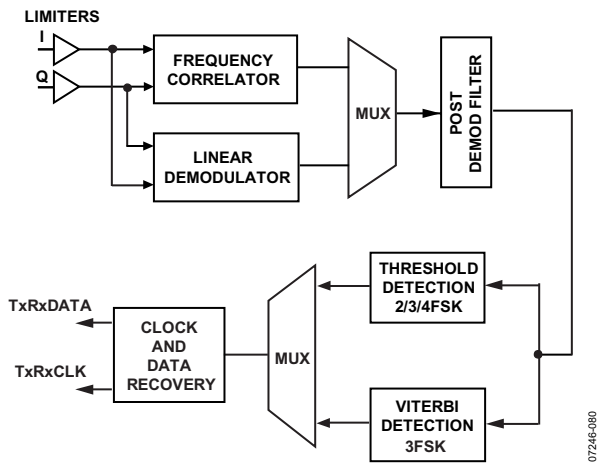 LIMITERS
I
Q
FREQUENCY
CORRELATOR
LINEAR
DEMODULATOR
MUX
POST
DEMOD FILTER
THRESHOLD
DETECTION
2/3/4FSK
VITERBI
DETECTION
3FSK
MUX
CLOCK
AND
DATA
RECOVERY
TxRxDATA
TxRxCLK
07246-080